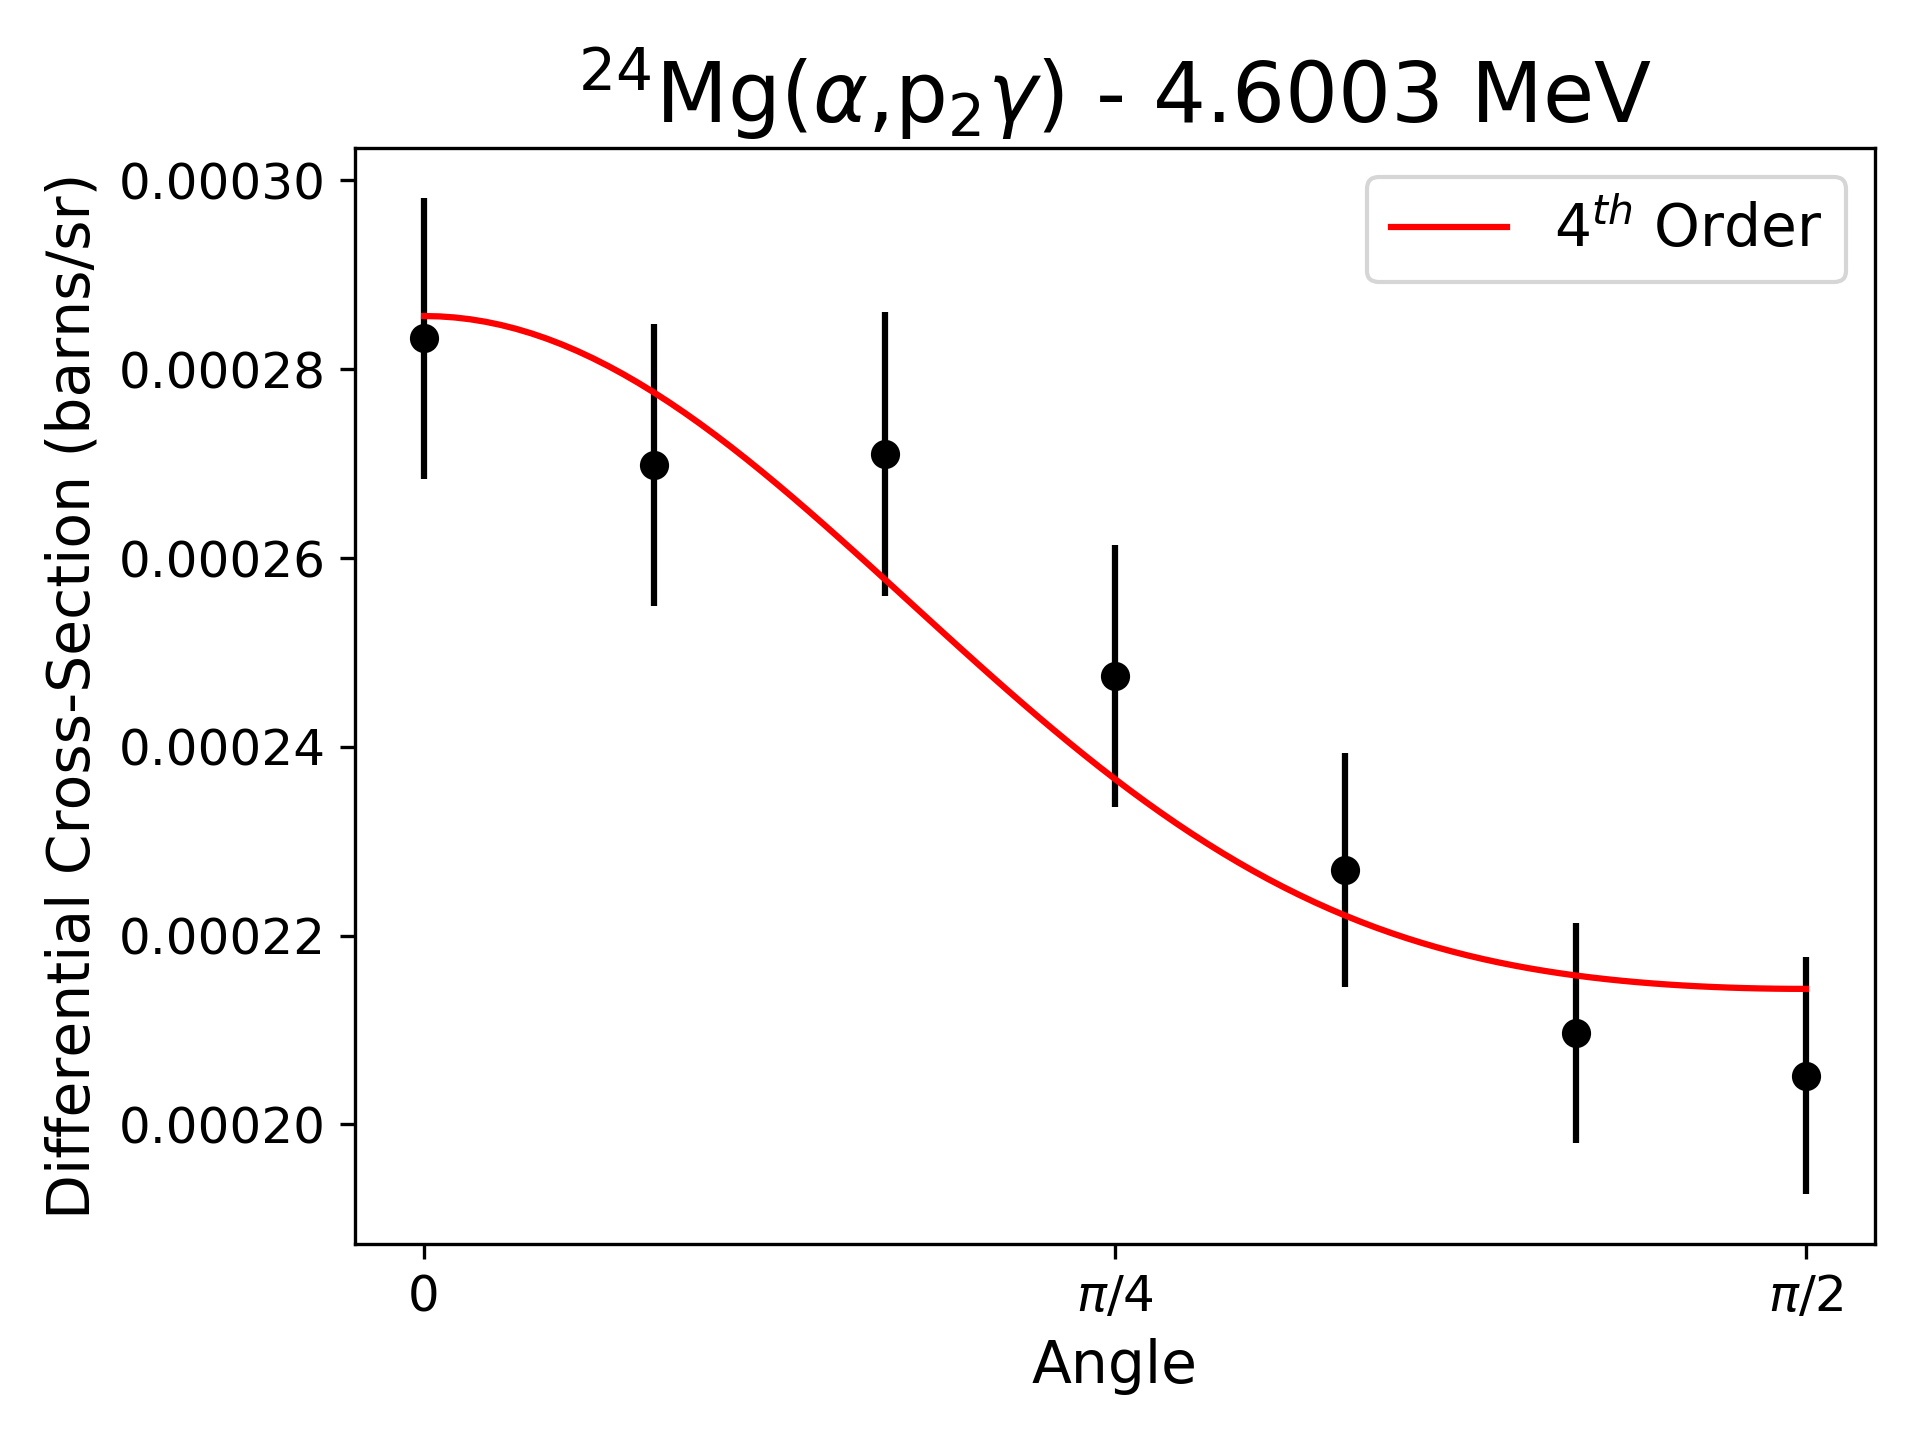 ²⁴Mg(α,p₂γ) - 4.6003 MeV
4ᵗʰ Order
Differential Cross-Section (barns/sr)
0.00030
0.00028
0.00026
0.00024
0.00022
0.00020
0 π/4 π/2
Angle